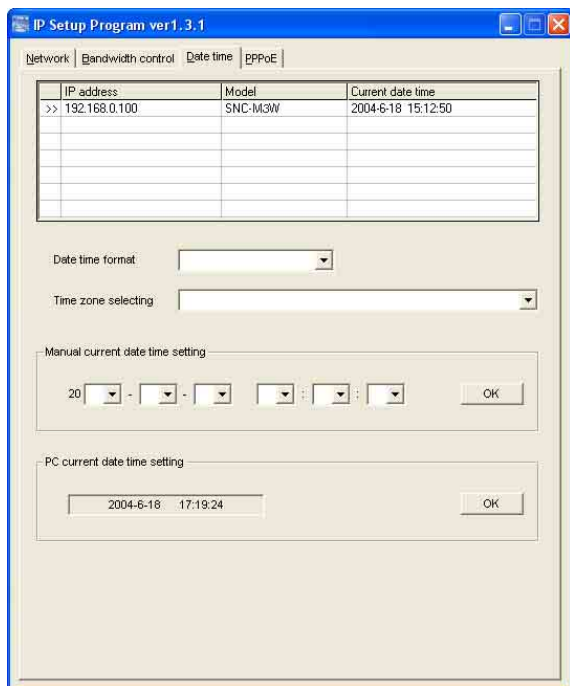 IP Setup Program ver1.3.1
Network Bandwidth control Date time PPPoE
IP address Model Current date time
>> 192.168.0.100 SNC-M3W 2004-6-18 15:12:50
Date time format
Time zone selecting
Manual current date time setting
20 - - : : OK
PC current date time setting
2004-6-18 17:19:24 OK